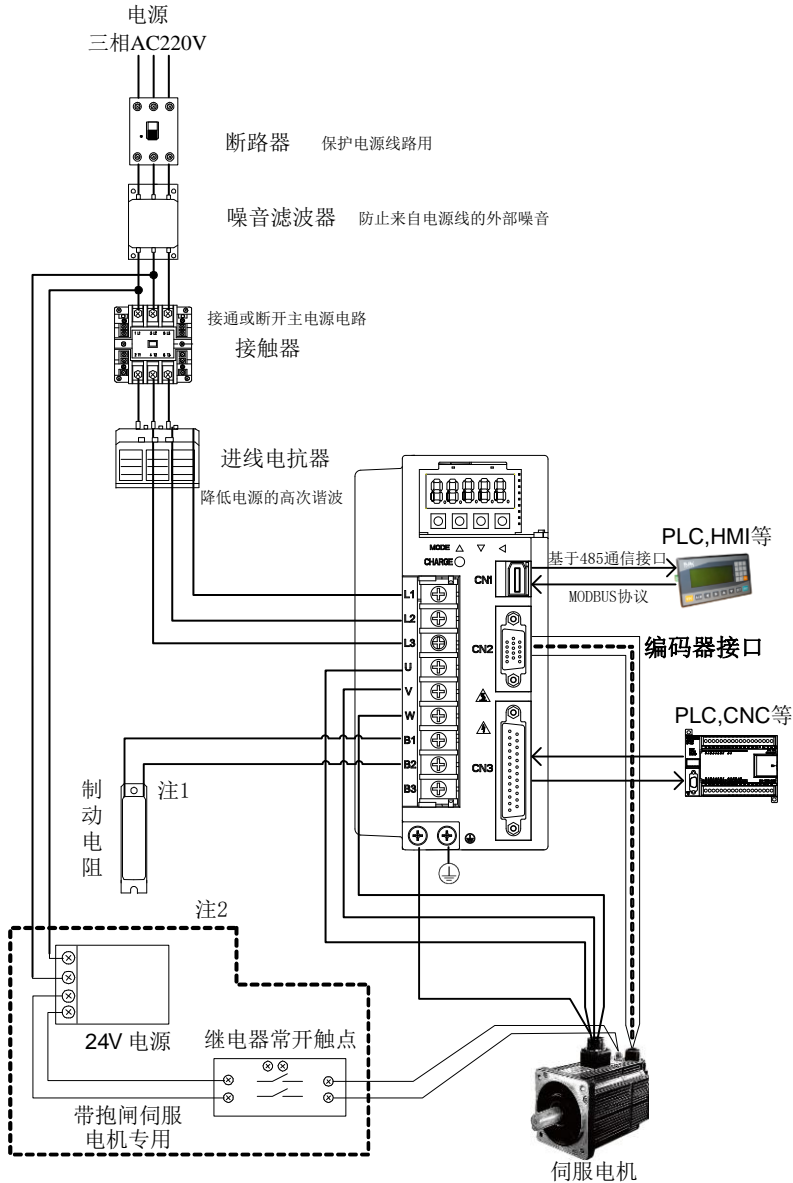 电源
三相AC220V
断路器 保护电源线路用
噪音滤波器 防止来自电源线的外部噪音
接通或断开主电源电路
接触器
进线电抗器
降低电源的高次谐波
MODE
CHARGE
CN1
基于485通信接口
MODBUS协议
PLC,HMI等
L1
L2
L3
U
V
W
B1
B2
B3
CN2
编码器接口
CN3
PLC,CNC等
制动电阻
注1
注2
24V 电源
继电器常开触点
带抱闸伺服
电机专用
伺服电机